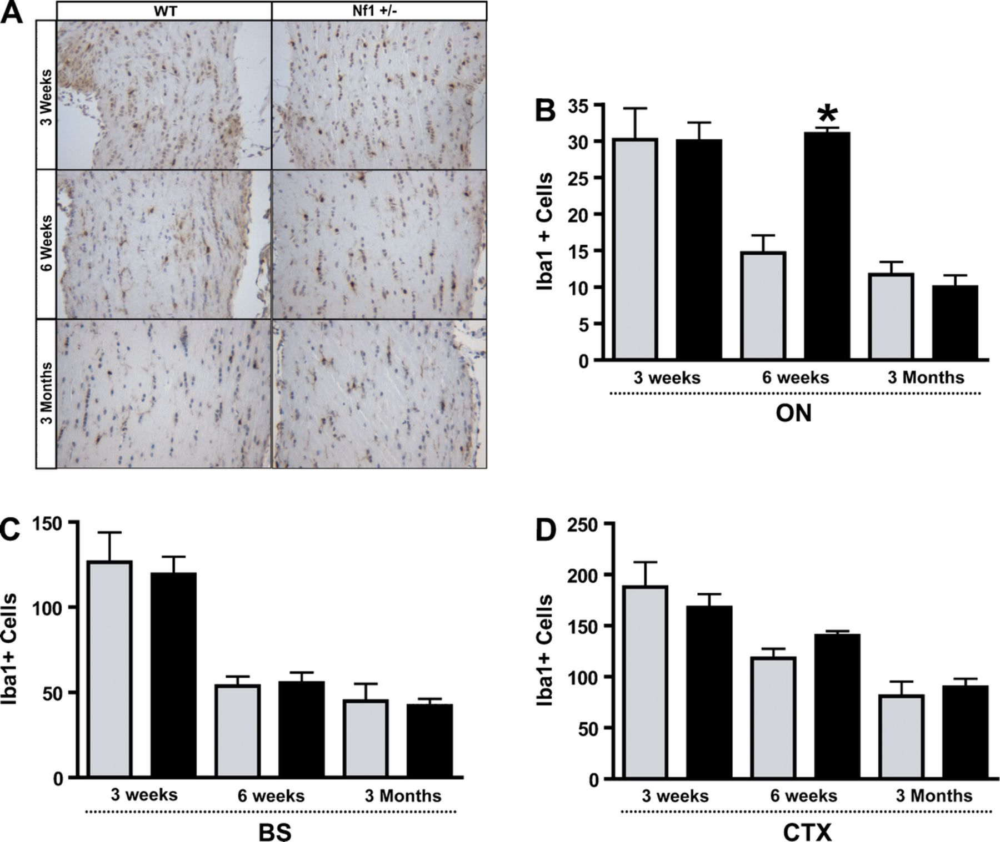 A
WT
Nf1 +/-
3 Weeks
6 Weeks
3 Months
B
35
30
25
20
15
10
5
0
Iba1 + Cells
*
3 weeks
6 weeks
3 Months
ON
C
150
100
50
0
Iba1+ Cells
3 weeks
6 weeks
3 Months
BS
D
250
200
150
100
50
0
Iba1+ Cells
3 weeks
6 weeks
3 Months
CTX